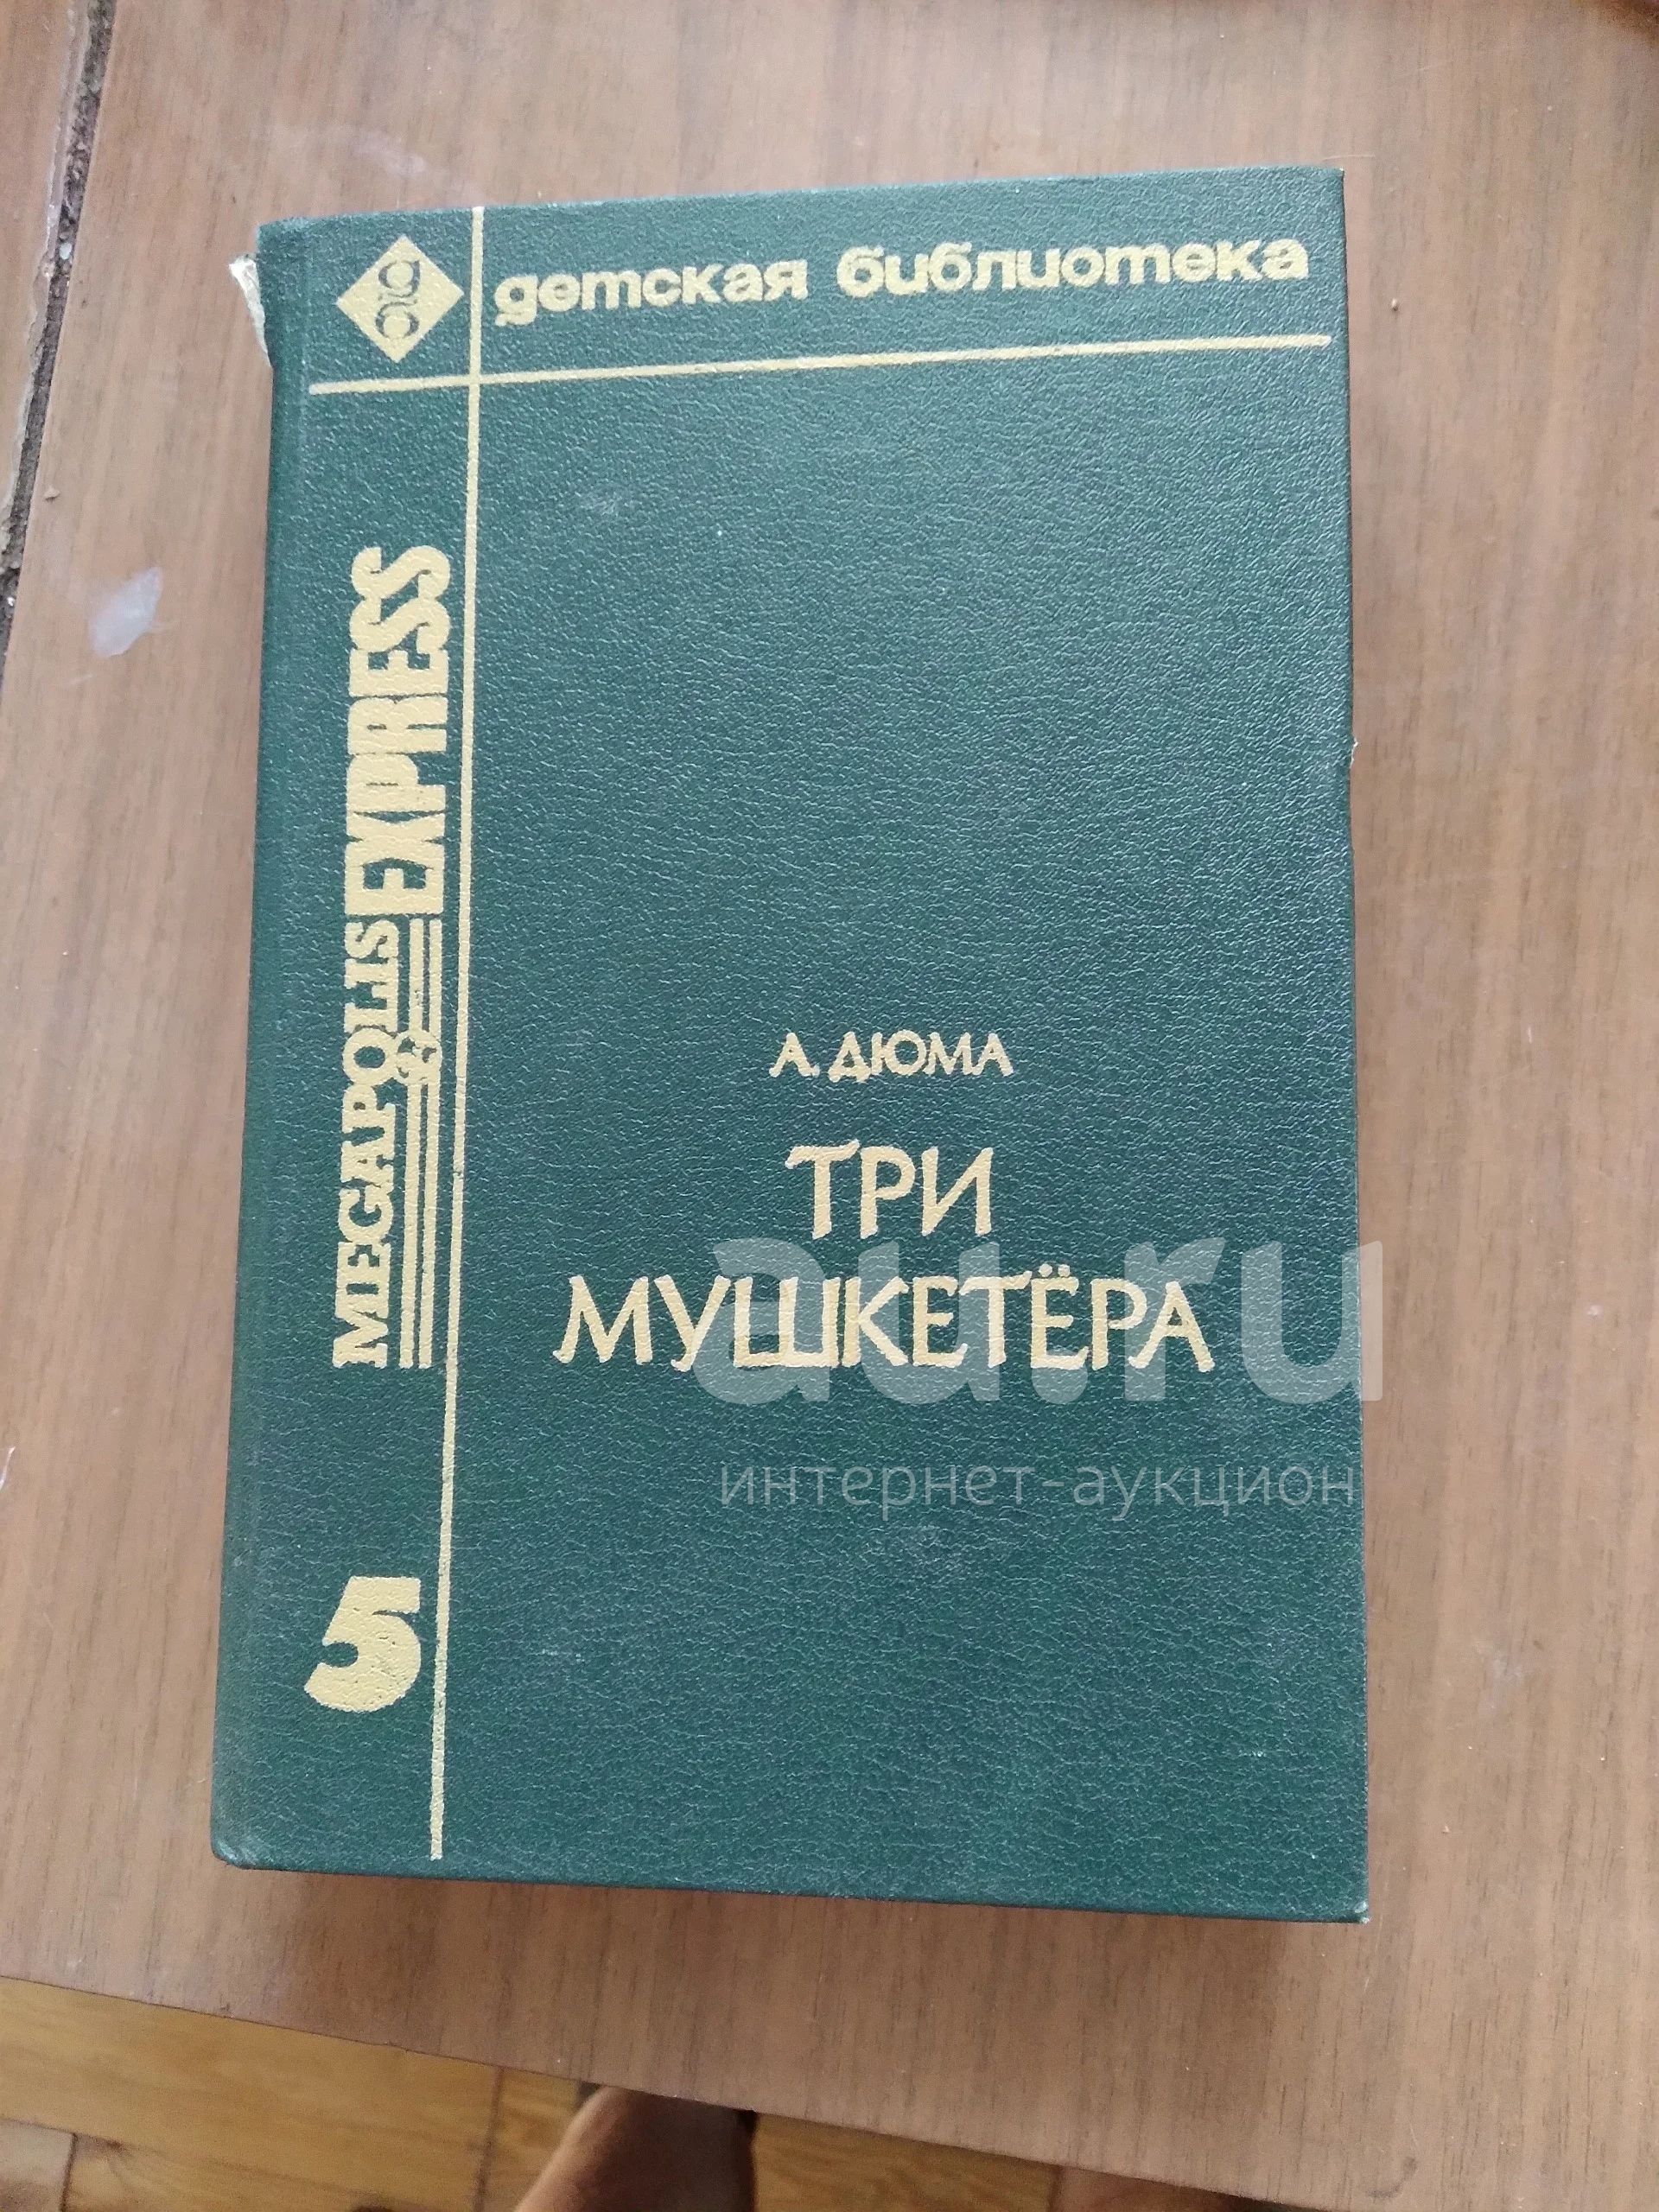 детская библиотека
MEGAPOLIS EXPRESS
А. ДЮМА
ТРИ
МУШКЕТЁРА
au.ru
интернет-аукцион
5